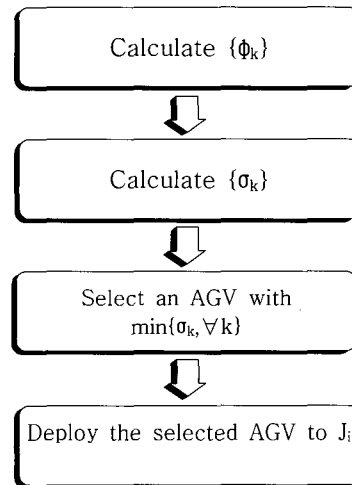 Calculate {ϕₖ}
Calculate {σₖ}
Select an AGV with
min{σₖ,∀k}
Deploy the selected AGV to Jᵢ